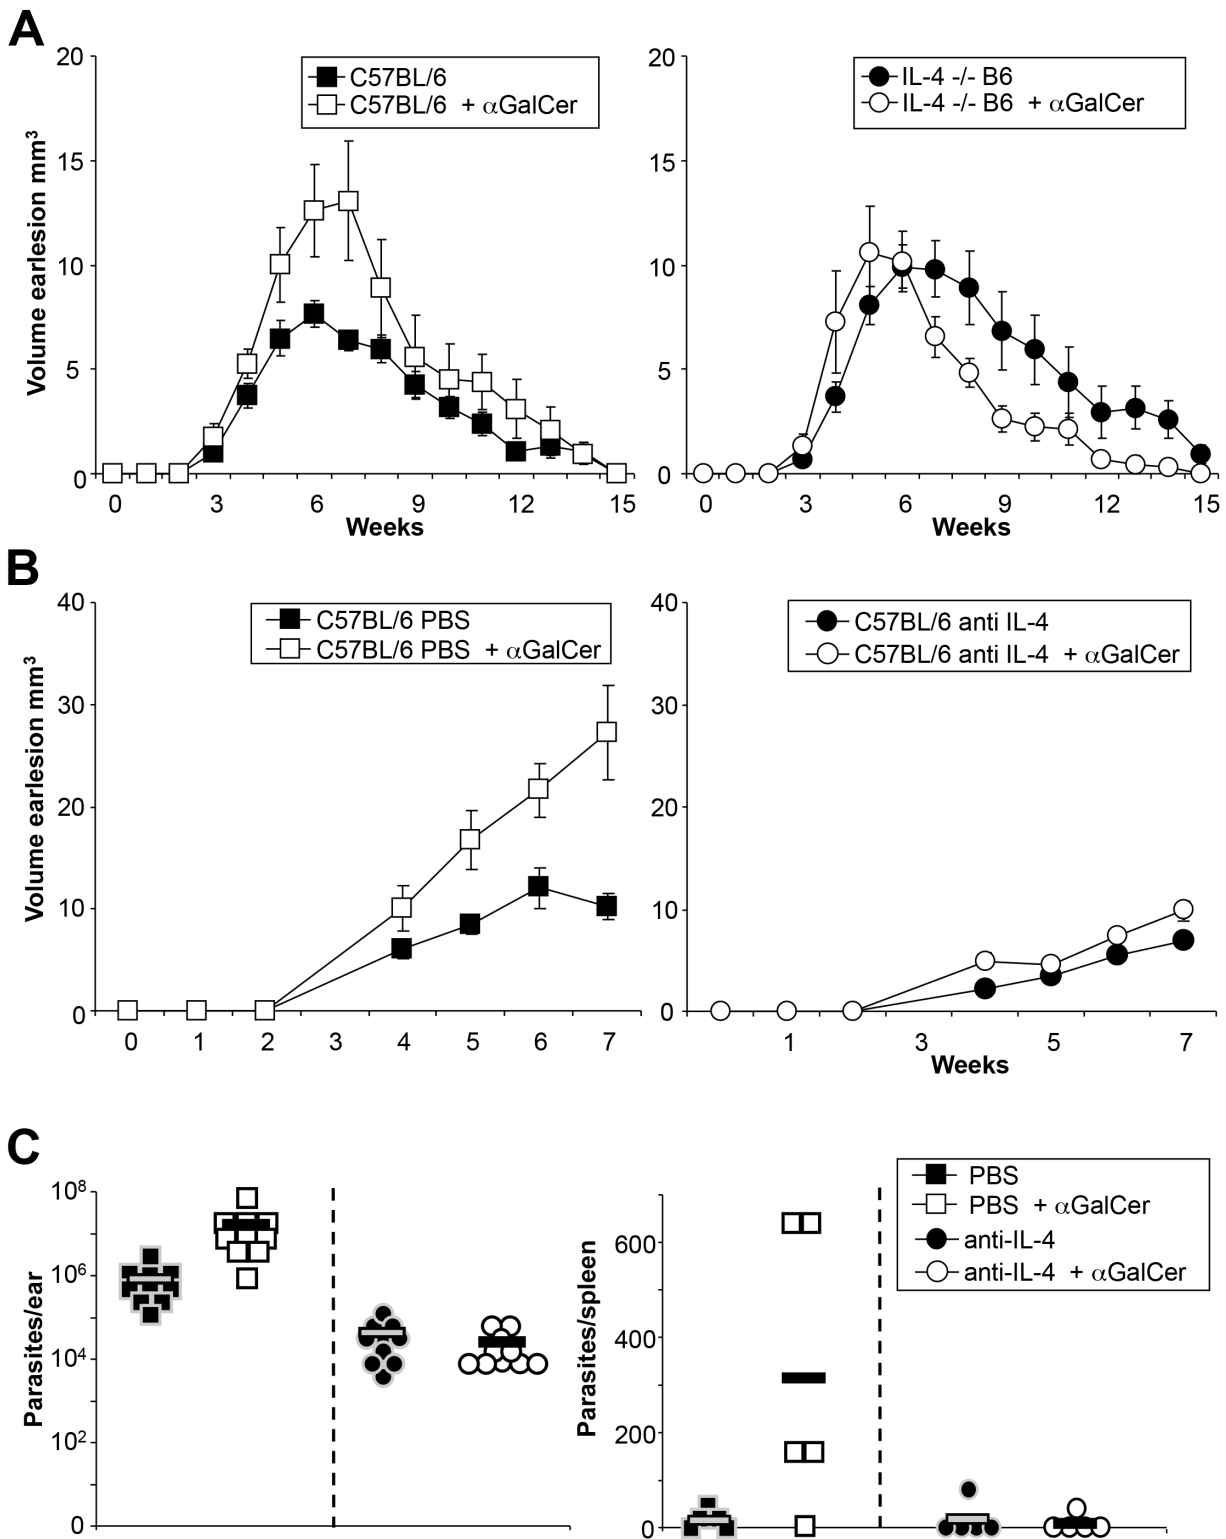 A
C57BL/6
C57BL/6 + αGalCer
Volume earlesion mm³
20
15
10
5
0
0 3 6 9 12 15
Weeks
IL-4 -/- B6
IL-4 -/- B6 + αGalCer
20
15
10
5
0
0 3 6 9 12 15
Weeks
B
C57BL/6 PBS
C57BL/6 PBS + αGalCer
Volume earlesion mm³
40
30
20
10
0
0 1 2 3 4 5 6 7
C57BL/6 anti IL-4
C57BL/6 anti IL-4 + αGalCer
40
30
20
10
0
1 3 5 7
Weeks
C
Parasites/ear
10⁸
10⁶
10⁴
10²
0
PBS
PBS + αGalCer
anti-IL-4
anti-IL-4 + αGalCer
Parasites/spleen
600
400
200
0